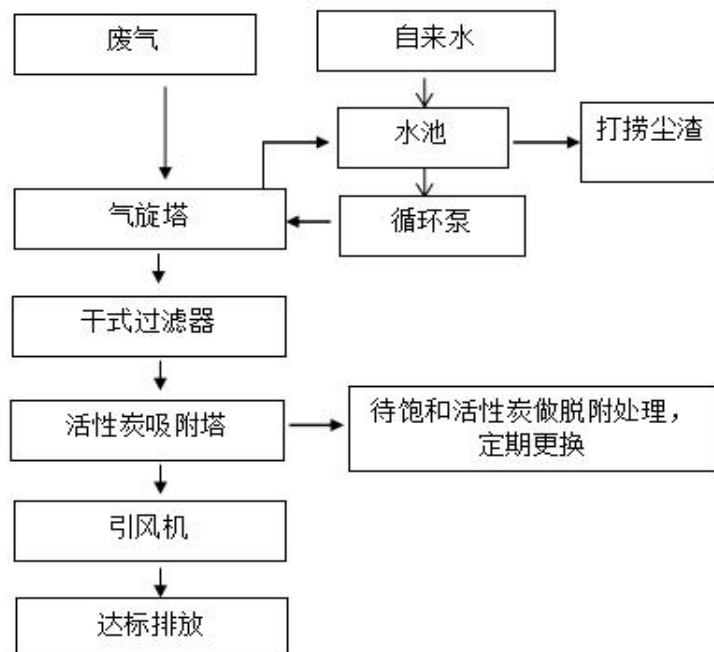 废气
自来水
水池
打捞尘渣
气旋塔
循环泵
干式过滤器
活性炭吸附塔
待饱和活性炭做脱附处理，
定期更换
引风机
达标排放